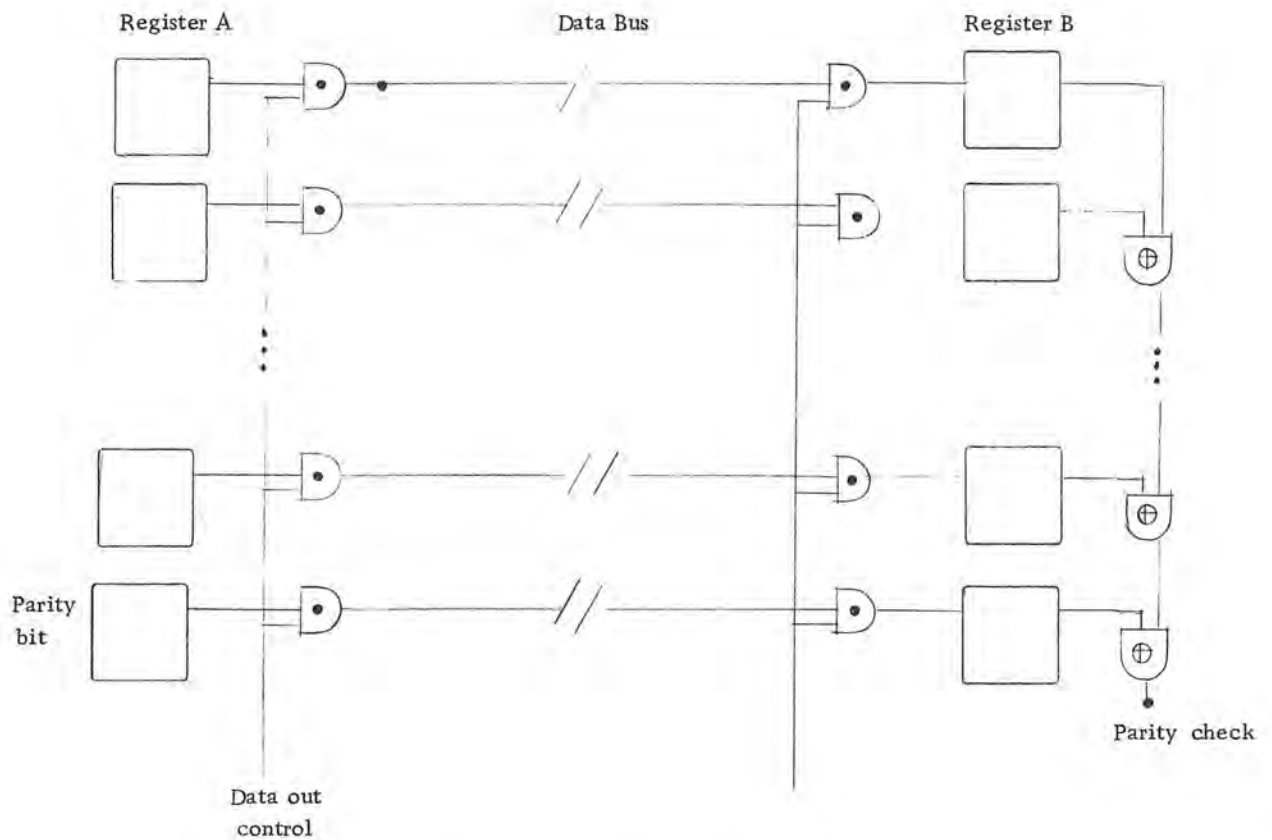 Register A
Data Bus
Register B
Parity
bit
Parity check
Data out
control